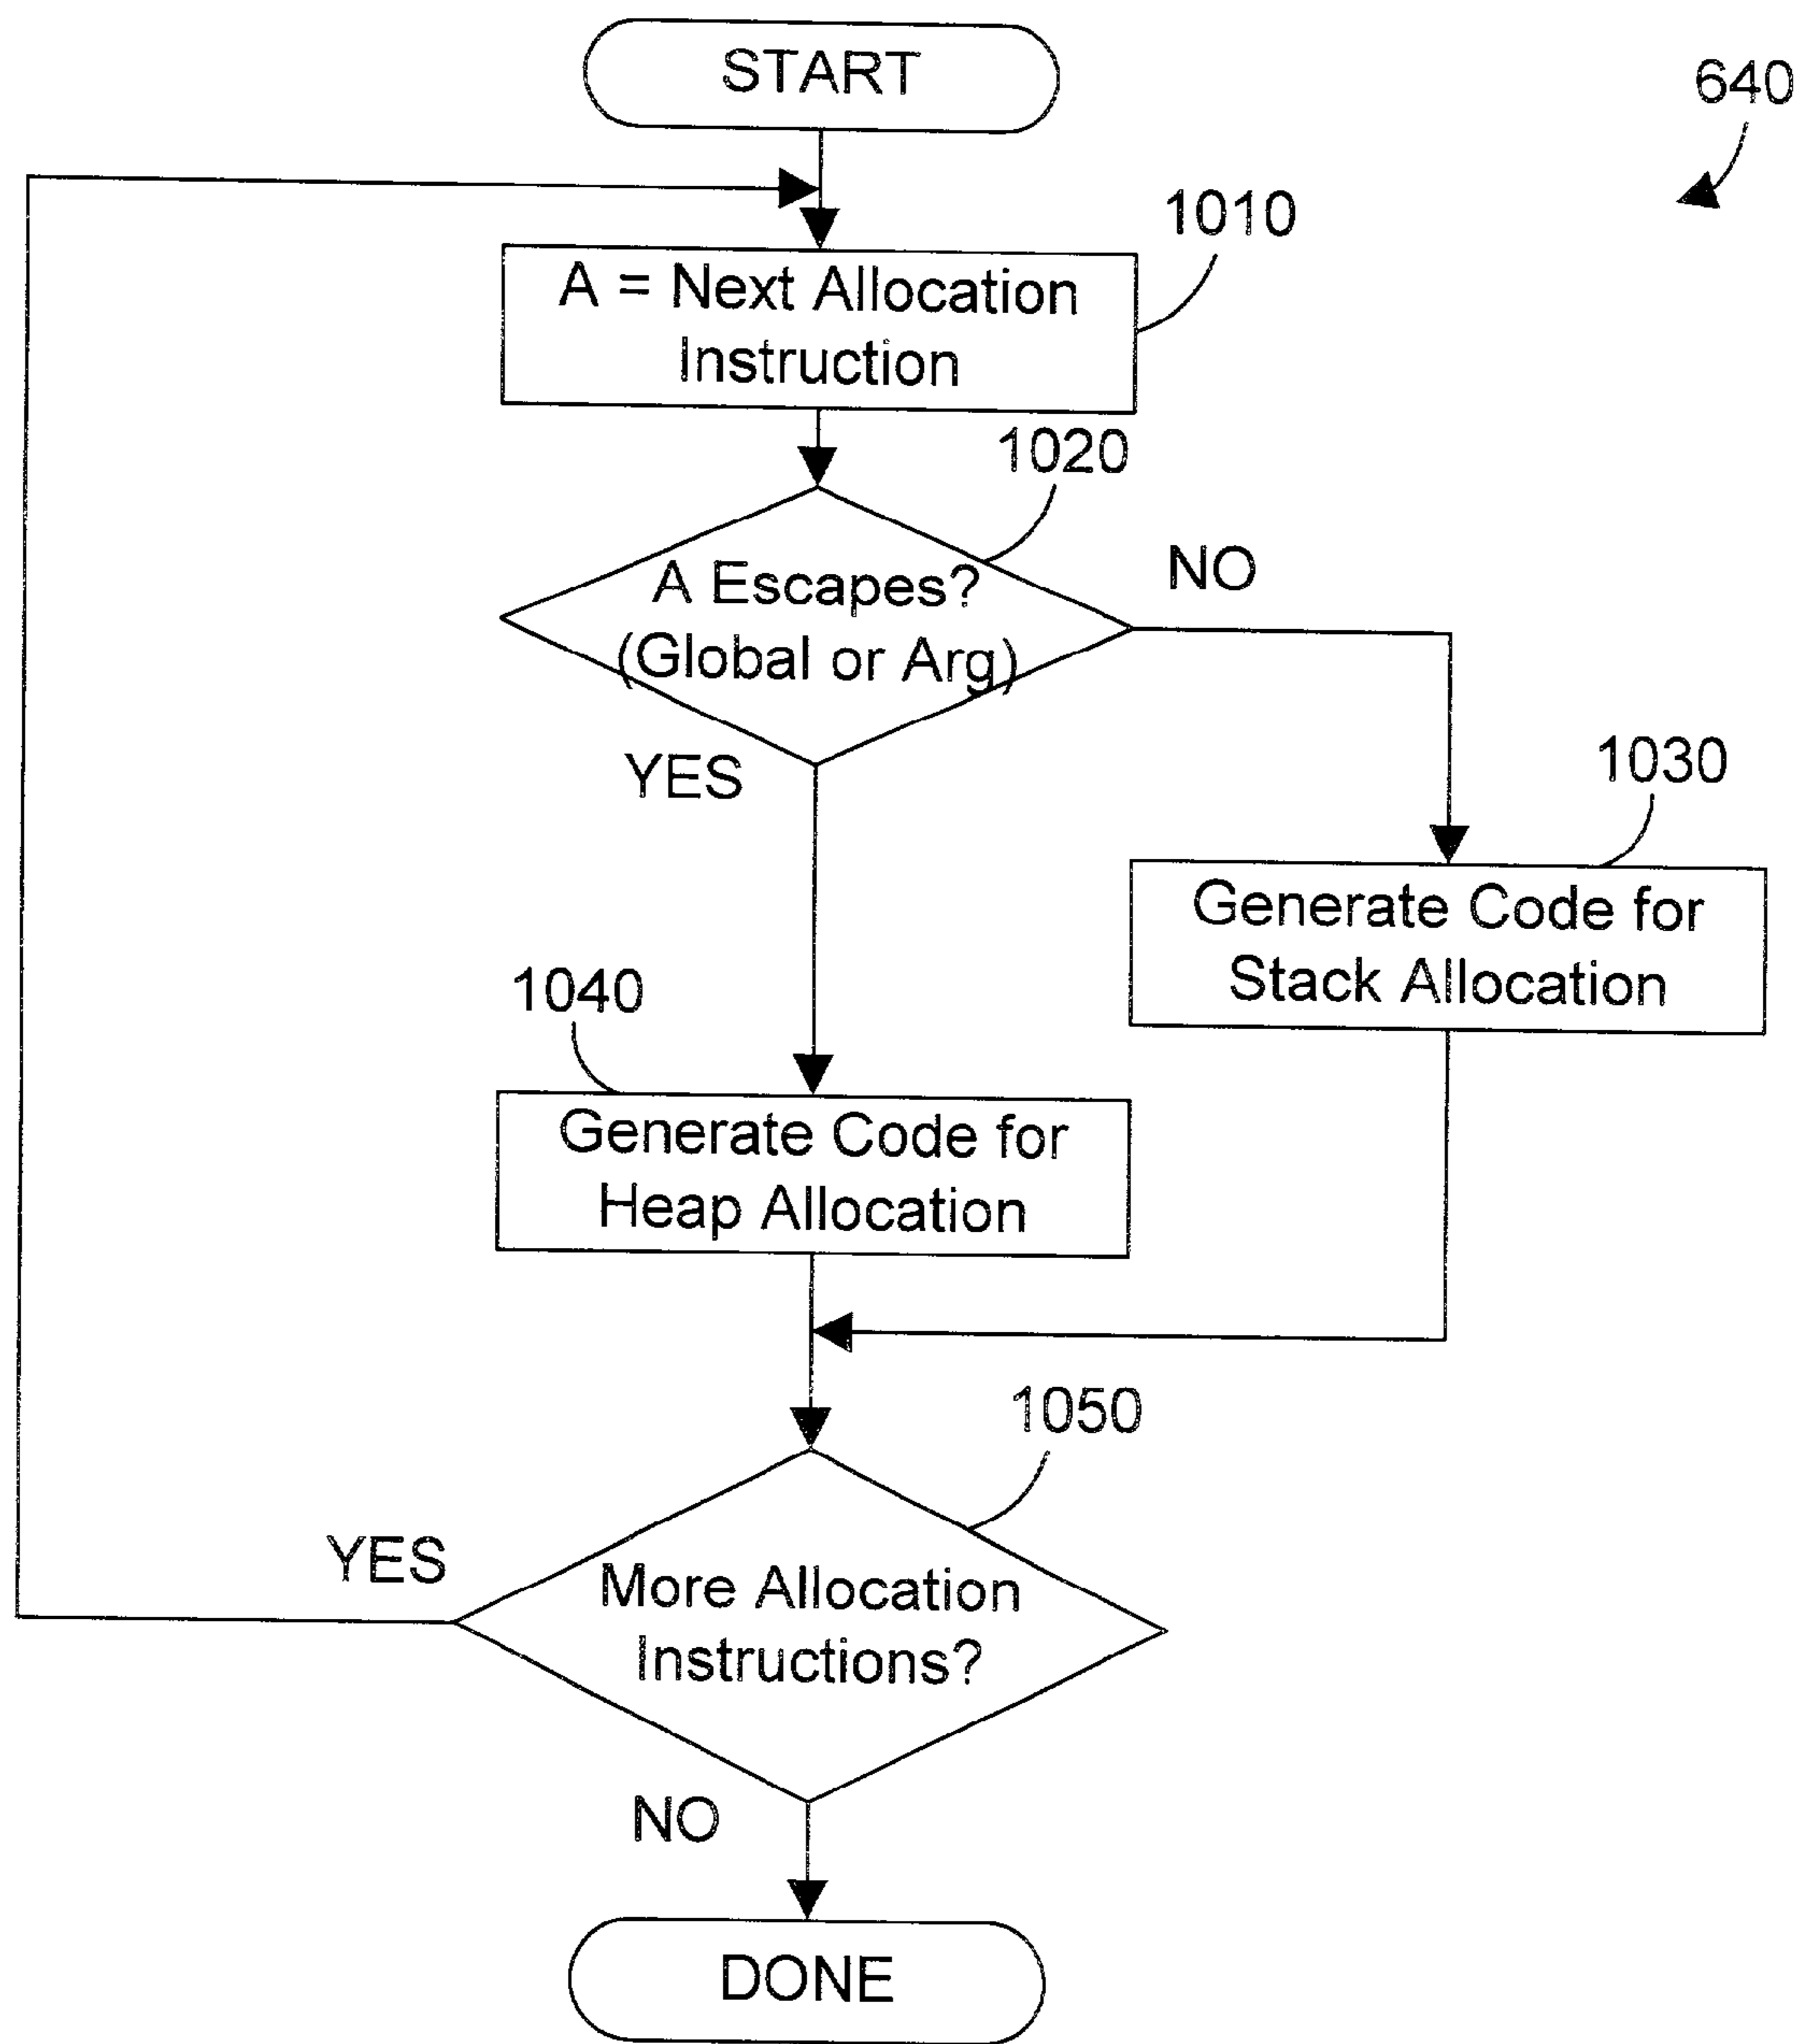 START
640
1010
A = Next Allocation
Instruction
1020
A Escapes?
(Global or Arg)
NO
YES
1030
Generate Code for
Stack Allocation
1040
Generate Code for
Heap Allocation
1050
YES
More Allocation
Instructions?
NO
DONE